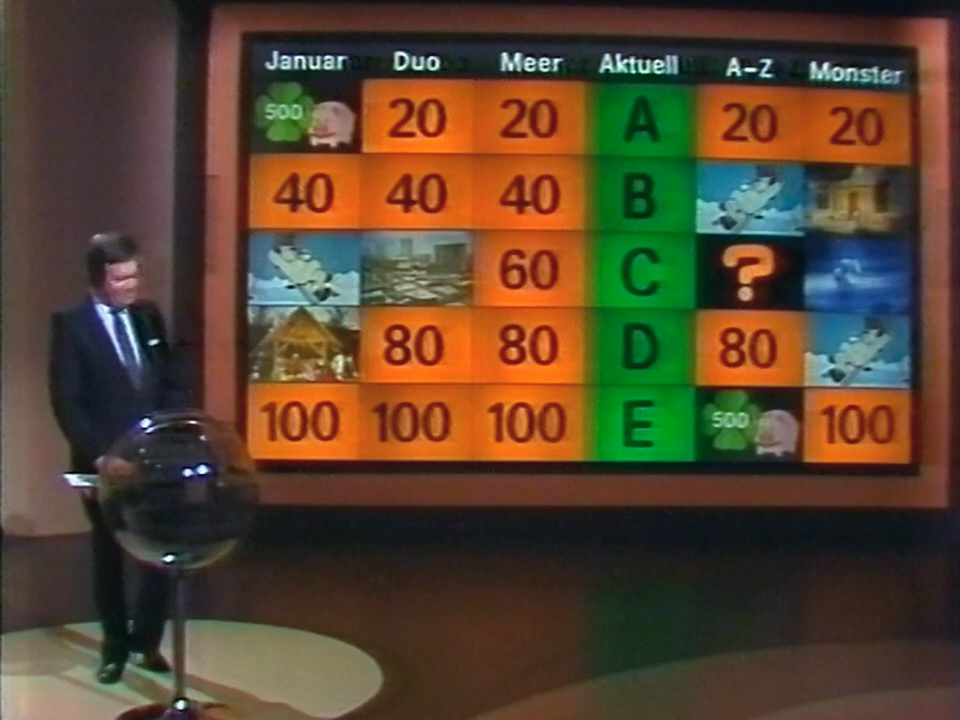 Januar Duo Meer Aktuell A-Z Monster
500 20 20 A 20 20
40 40 40 B
60 C ?
80 80 D 80
100 100 100 E 500 100